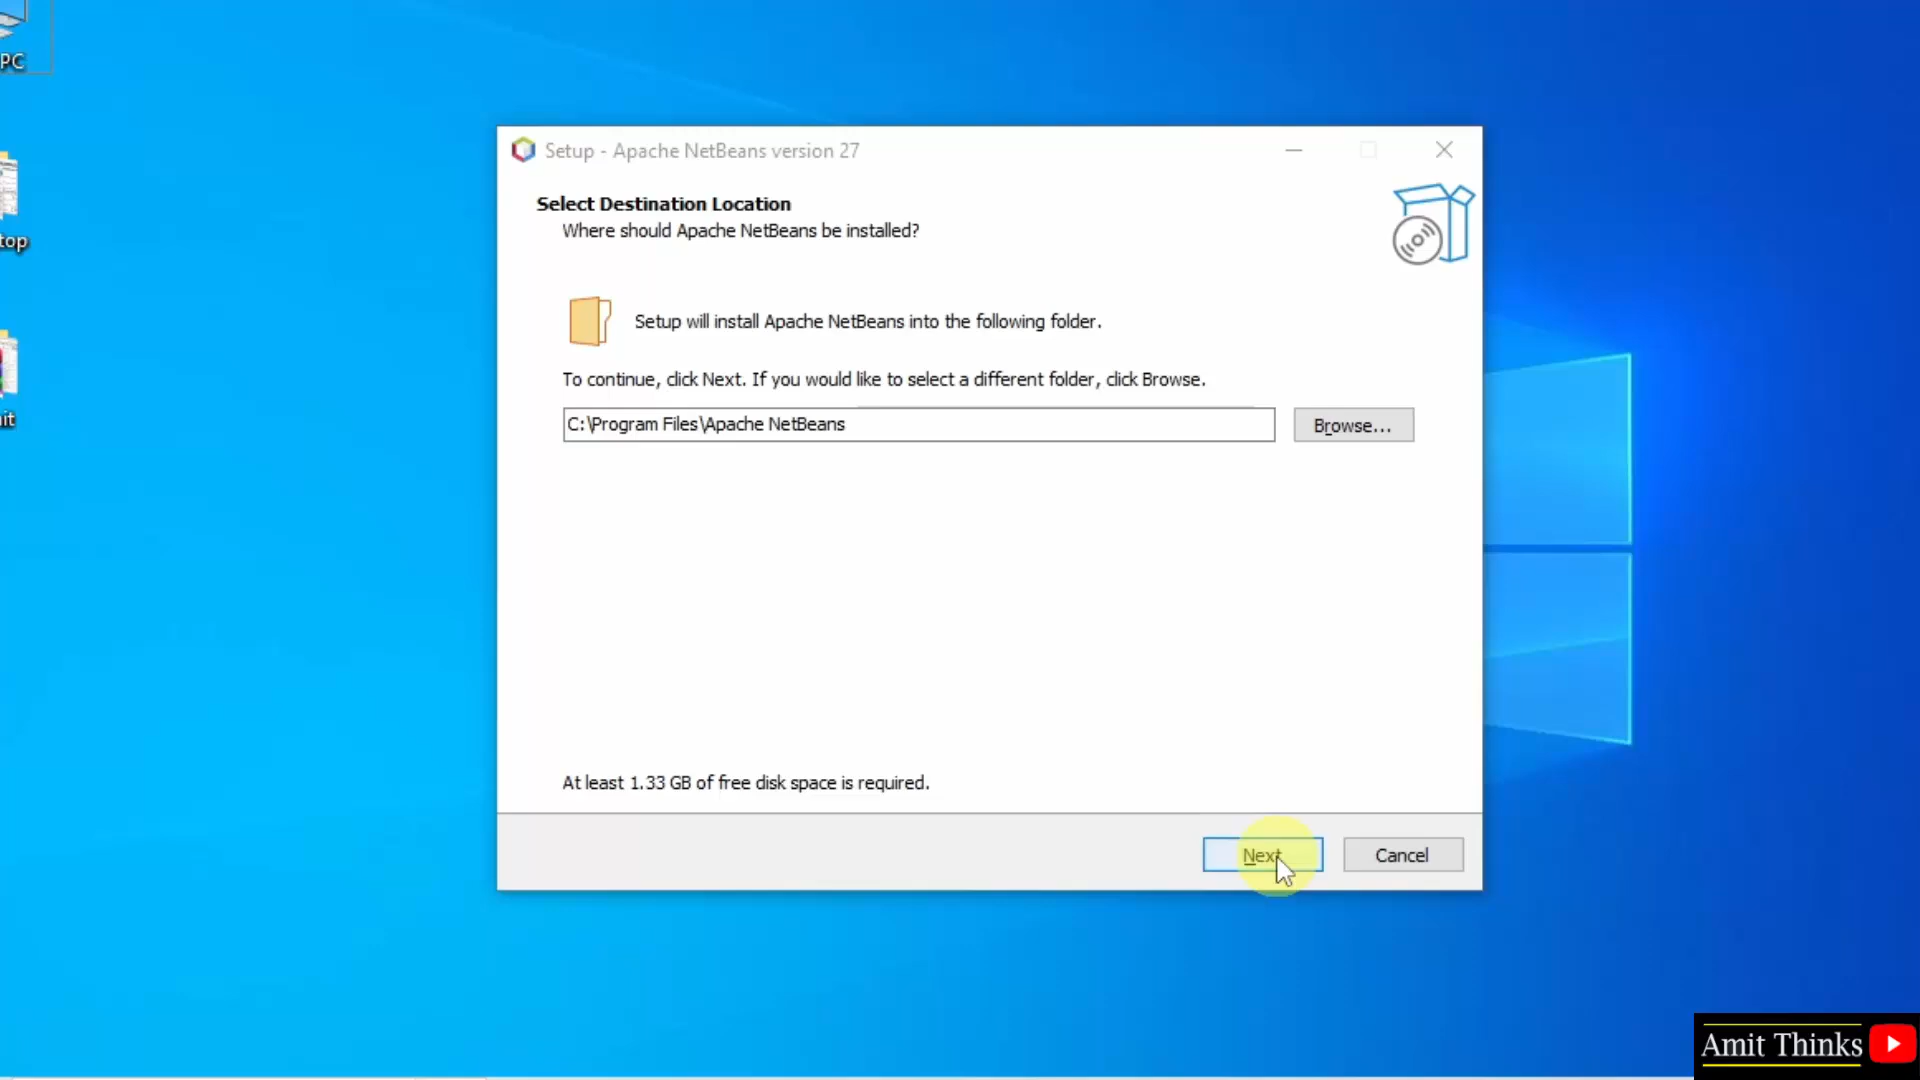 PC
top
it
Setup - Apache NetBeans version 27
Select Destination Location
Where should Apache NetBeans be installed?
Setup will install Apache NetBeans into the following folder.
To continue, click Next. If you would like to select a different folder, click Browse.
C:\Program Files\Apache NetBeans
Browse...
At least 1.33 GB of free disk space is required.
Next
Cancel
Amit Thinks